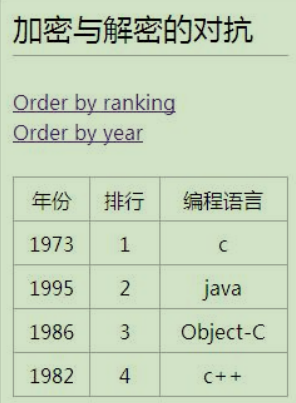 加密与解密的对抗
Order by ranking
Order by year
年份 排行 编程语言
1973 1 c
1995 2 java
1986 3 Object-C
1982 4 c++